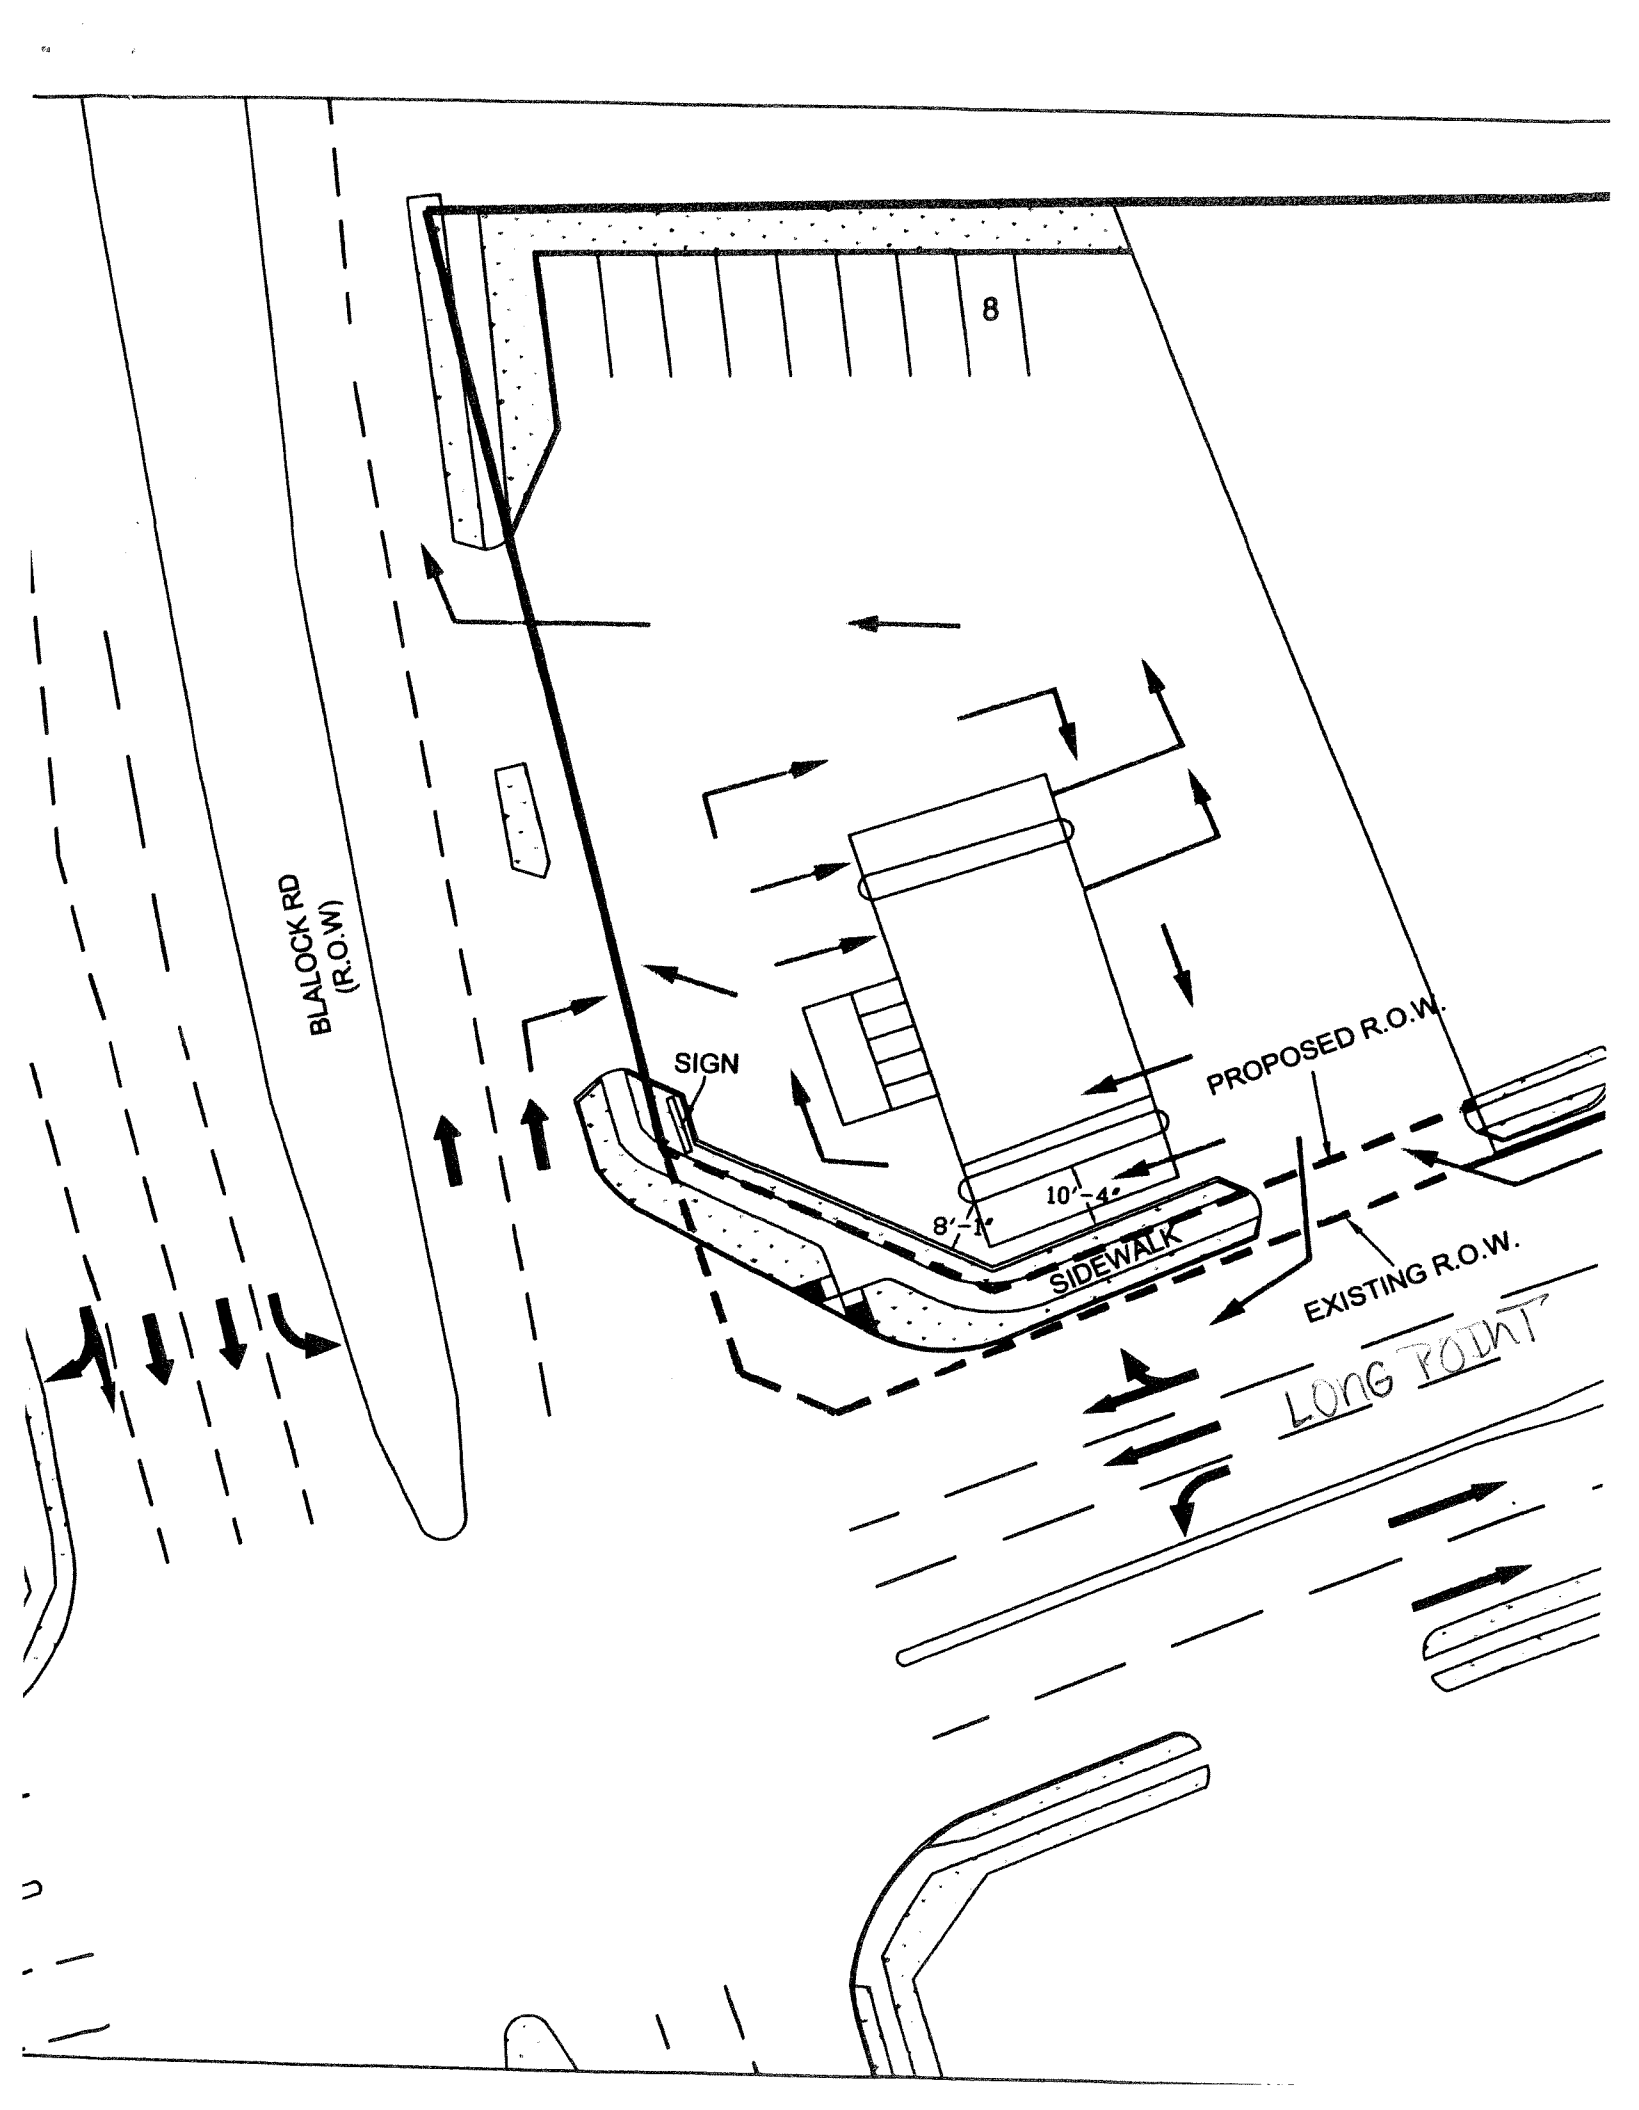 8
BLALOCK RD
(R.O.W)
SIGN
PROPOSED R.O.W.
10'-4"
8'-1"
SIDEWALK
EXISTING R.O.W.
LONG POINT